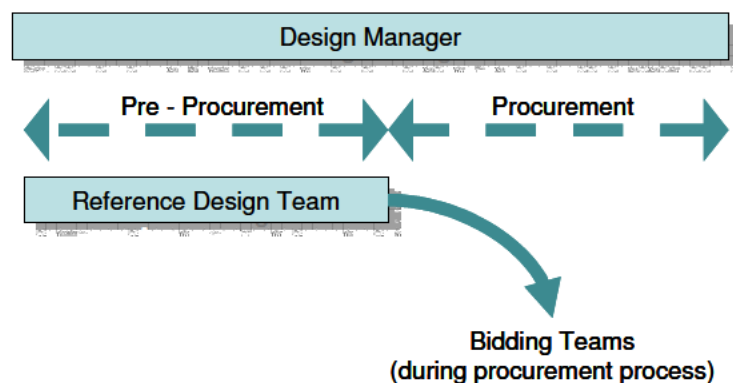 Design Manager
Pre - Procurement
Procurement
Reference Design Team
Bidding Teams
(during procurement process)